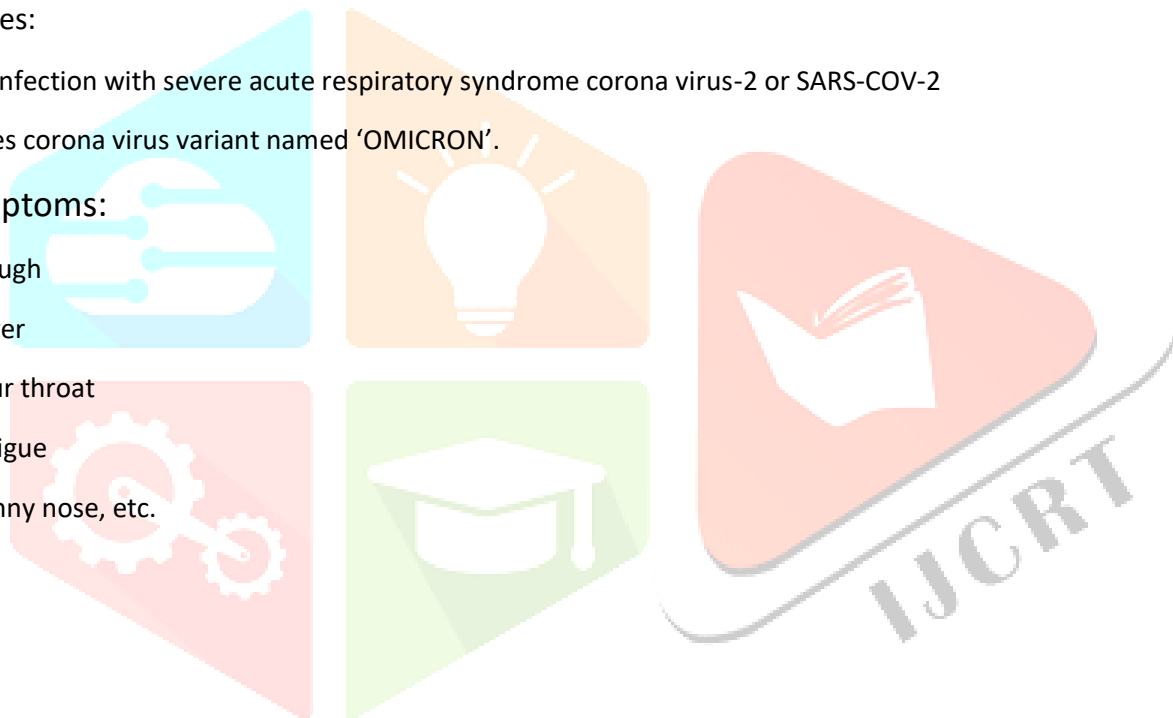 es:
nfection with severe acute respiratory syndrome corona virus-2 or SARS-COV-2
es corona virus variant named ‘OMICRON’.
ptoms:
ugh
er
ur throat
igue
nny nose, etc.
IJCRT